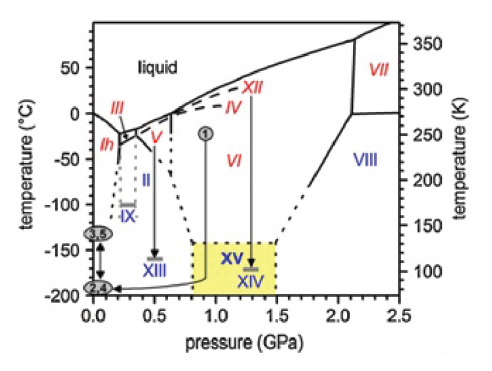 liquid
XII
VII
III
IV
Ih
V
1
VI
VIII
II
IX
3,5
XV
XIII
XIV
2,4
50
0
-50
-100
-150
-200
temperature (°C)
350
300
250
200
150
100
temperature (K)
0.0 0.5 1.0 1.5 2.0 2.5
pressure (GPa)